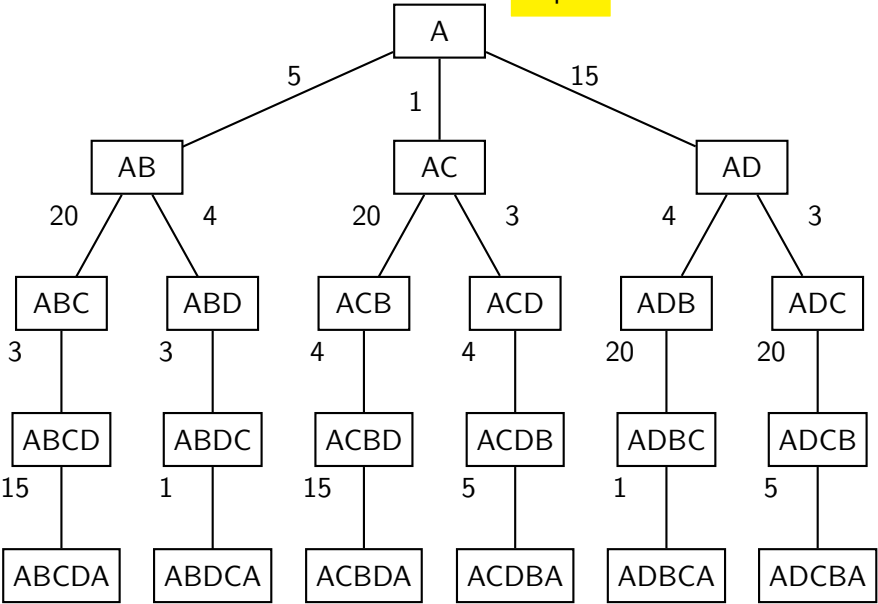 A
5 1 15
AB AC AD
20 4 20 3 4 3
ABC ABD ACB ACD ADB ADC
3 3 4 4 20 20
ABCD ABDC ACBD ACDB ADBC ADCB
15 1 15 5 1 5
ABCDA ABDCA ACBDA ACDBA ADBCA ADCBA